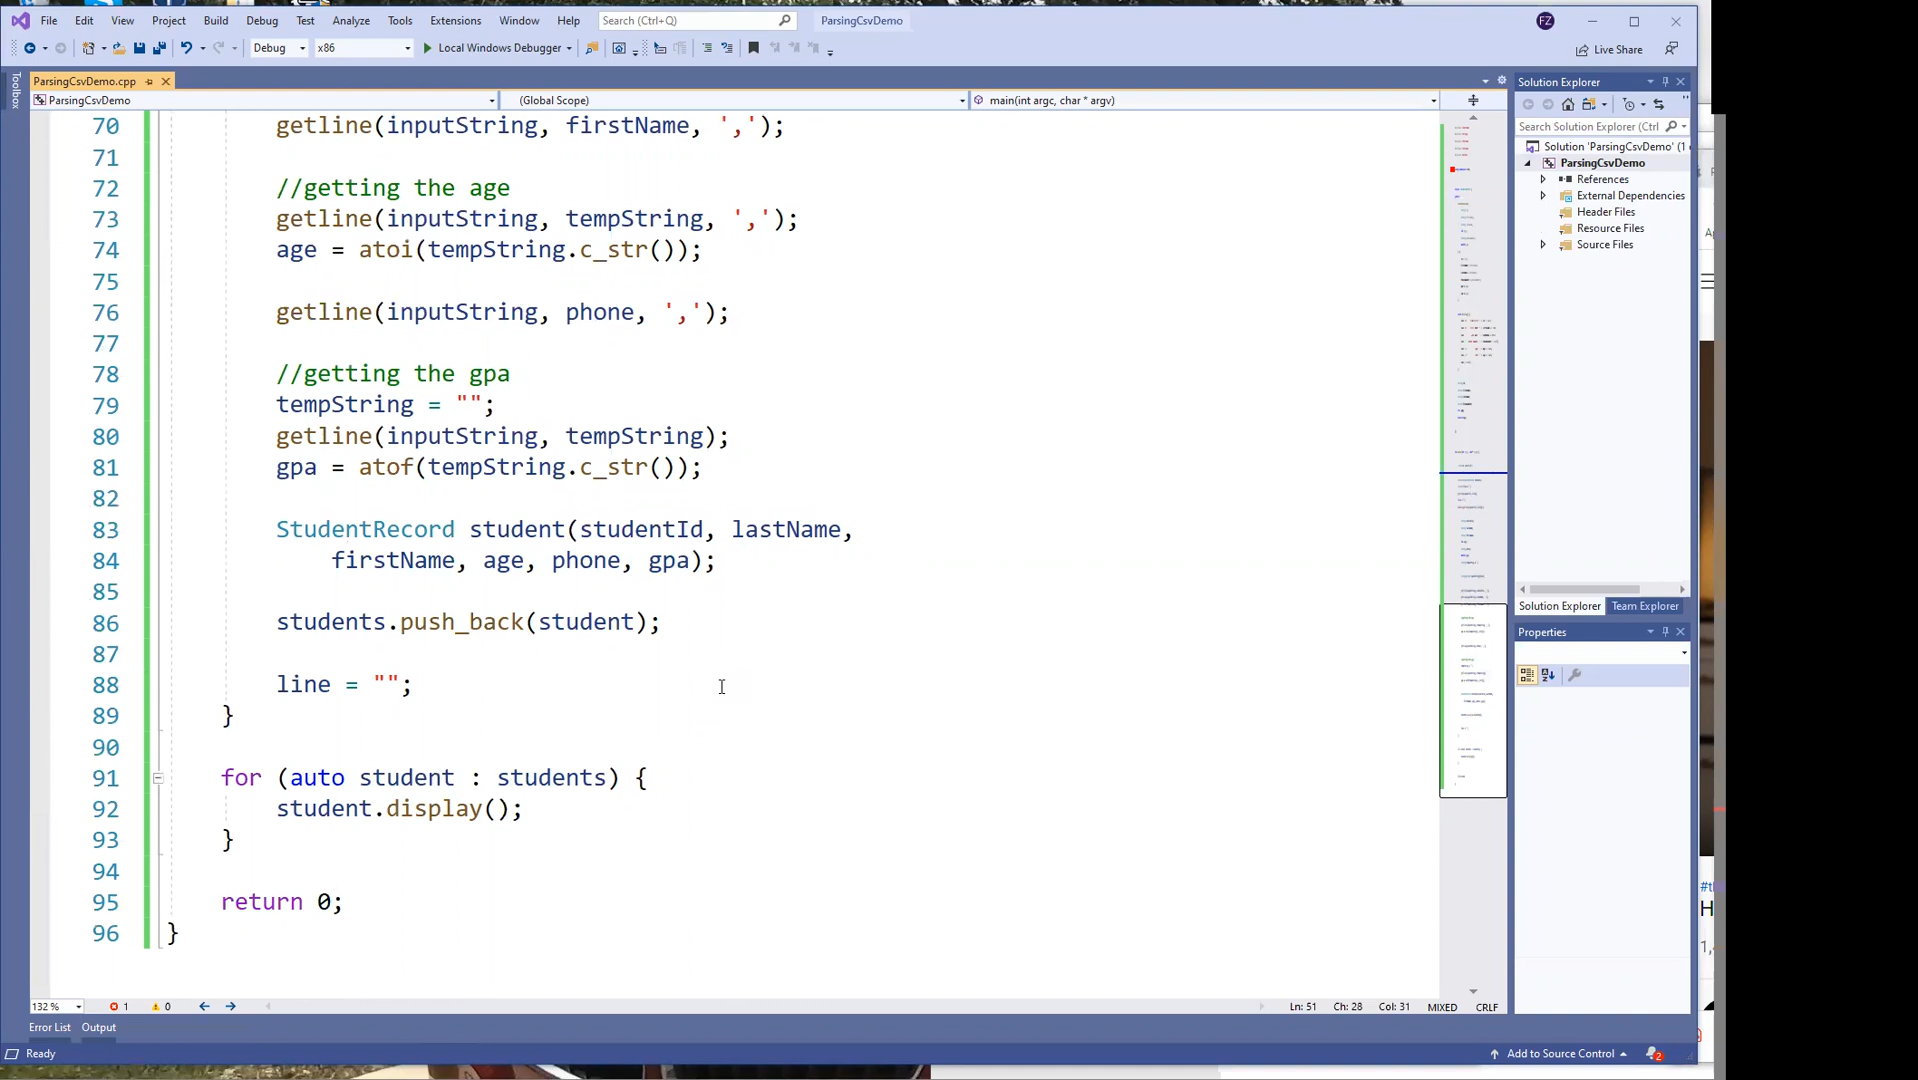 File Edit View Project Build Debug Test Analyze Tools Extensions Window Help Search (Ctrl+Q) ParsingCsvDemo FZ
Debug x86 Local Windows Debugger Live Share
Toolbox
ParsingCsvDemo.cpp
ParsingCsvDemo (Global Scope) main(int argc, char * argv)
70 getline(inputString, firstName, ',');
71
72 //getting the age
73 getline(inputString, tempString, ',');
74 age = atoi(tempString.c_str());
75
76 getline(inputString, phone, ',');
77
78 //getting the gpa
79 tempString = "";
80 getline(inputString, tempString);
81 gpa = atof(tempString.c_str());
82
83 StudentRecord student(studentId, lastName,
84 firstName, age, phone, gpa);
85
86 students.push_back(student);
87
88 line = "";
89 }
90
91 for (auto student : students) {
92 student.display();
93 }
94
95 return 0;
96 }
132 % 1 0 Ln: 51 Ch: 28 Col: 31 MIXED CRLF
Error List Output
Ready Add to Source Control 2
Solution Explorer
Search Solution Explorer (Ctrl
Solution 'ParsingCsvDemo' (1
ParsingCsvDemo
References
External Dependencies
Header Files
Resource Files
Source Files
Solution Explorer Team Explorer
Properties